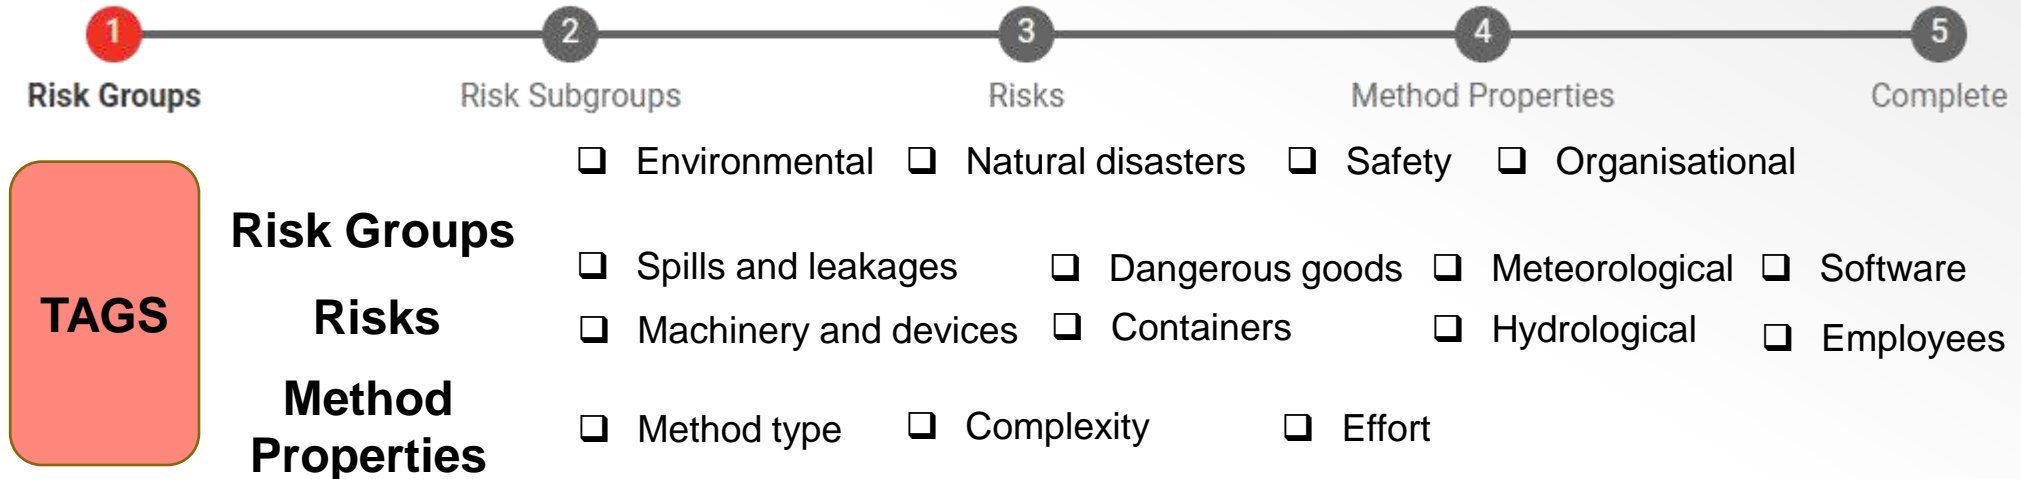 1 2 3 4 5
Risk Groups Risk Subgroups Risks Method Properties Complete
❑ Environmental ❑ Natural disasters ❑ Safety ❑ Organisational
TAGS
Risk Groups
❑ Spills and leakages ❑ Dangerous goods ❑ Meteorological ❑ Software
Risks
❑ Machinery and devices ❑ Containers ❑ Hydrological ❑ Employees
Method
Properties
❑ Method type ❑ Complexity ❑ Effort